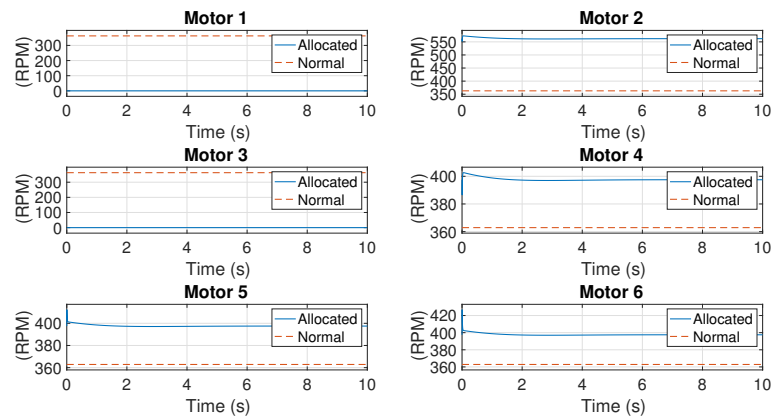 Motor 1
(RPM)
300
200
100
0
Allocated
Normal
0 2 4 6 8 10
Time (s)
Motor 2
(RPM)
550
500
450
400
350
Allocated
Normal
0 2 4 6 8 10
Time (s)
Motor 3
(RPM)
300
200
100
0
Allocated
Normal
0 2 4 6 8 10
Time (s)
Motor 4
(RPM)
400
380
360
Allocated
Normal
0 2 4 6 8 10
Time (s)
Motor 5
(RPM)
400
380
360
Allocated
Normal
0 2 4 6 8 10
Time (s)
Motor 6
(RPM)
420
400
380
360
Allocated
Normal
0 2 4 6 8 10
Time (s)